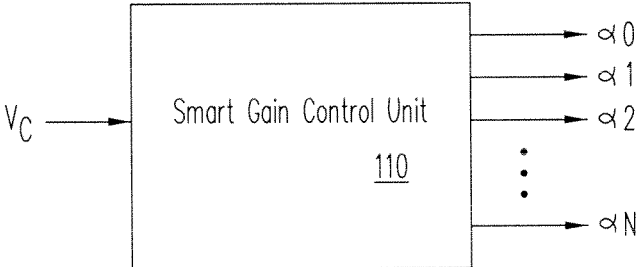 α0
α1
V_C
Smart Gain Control Unit
α2
110
αN